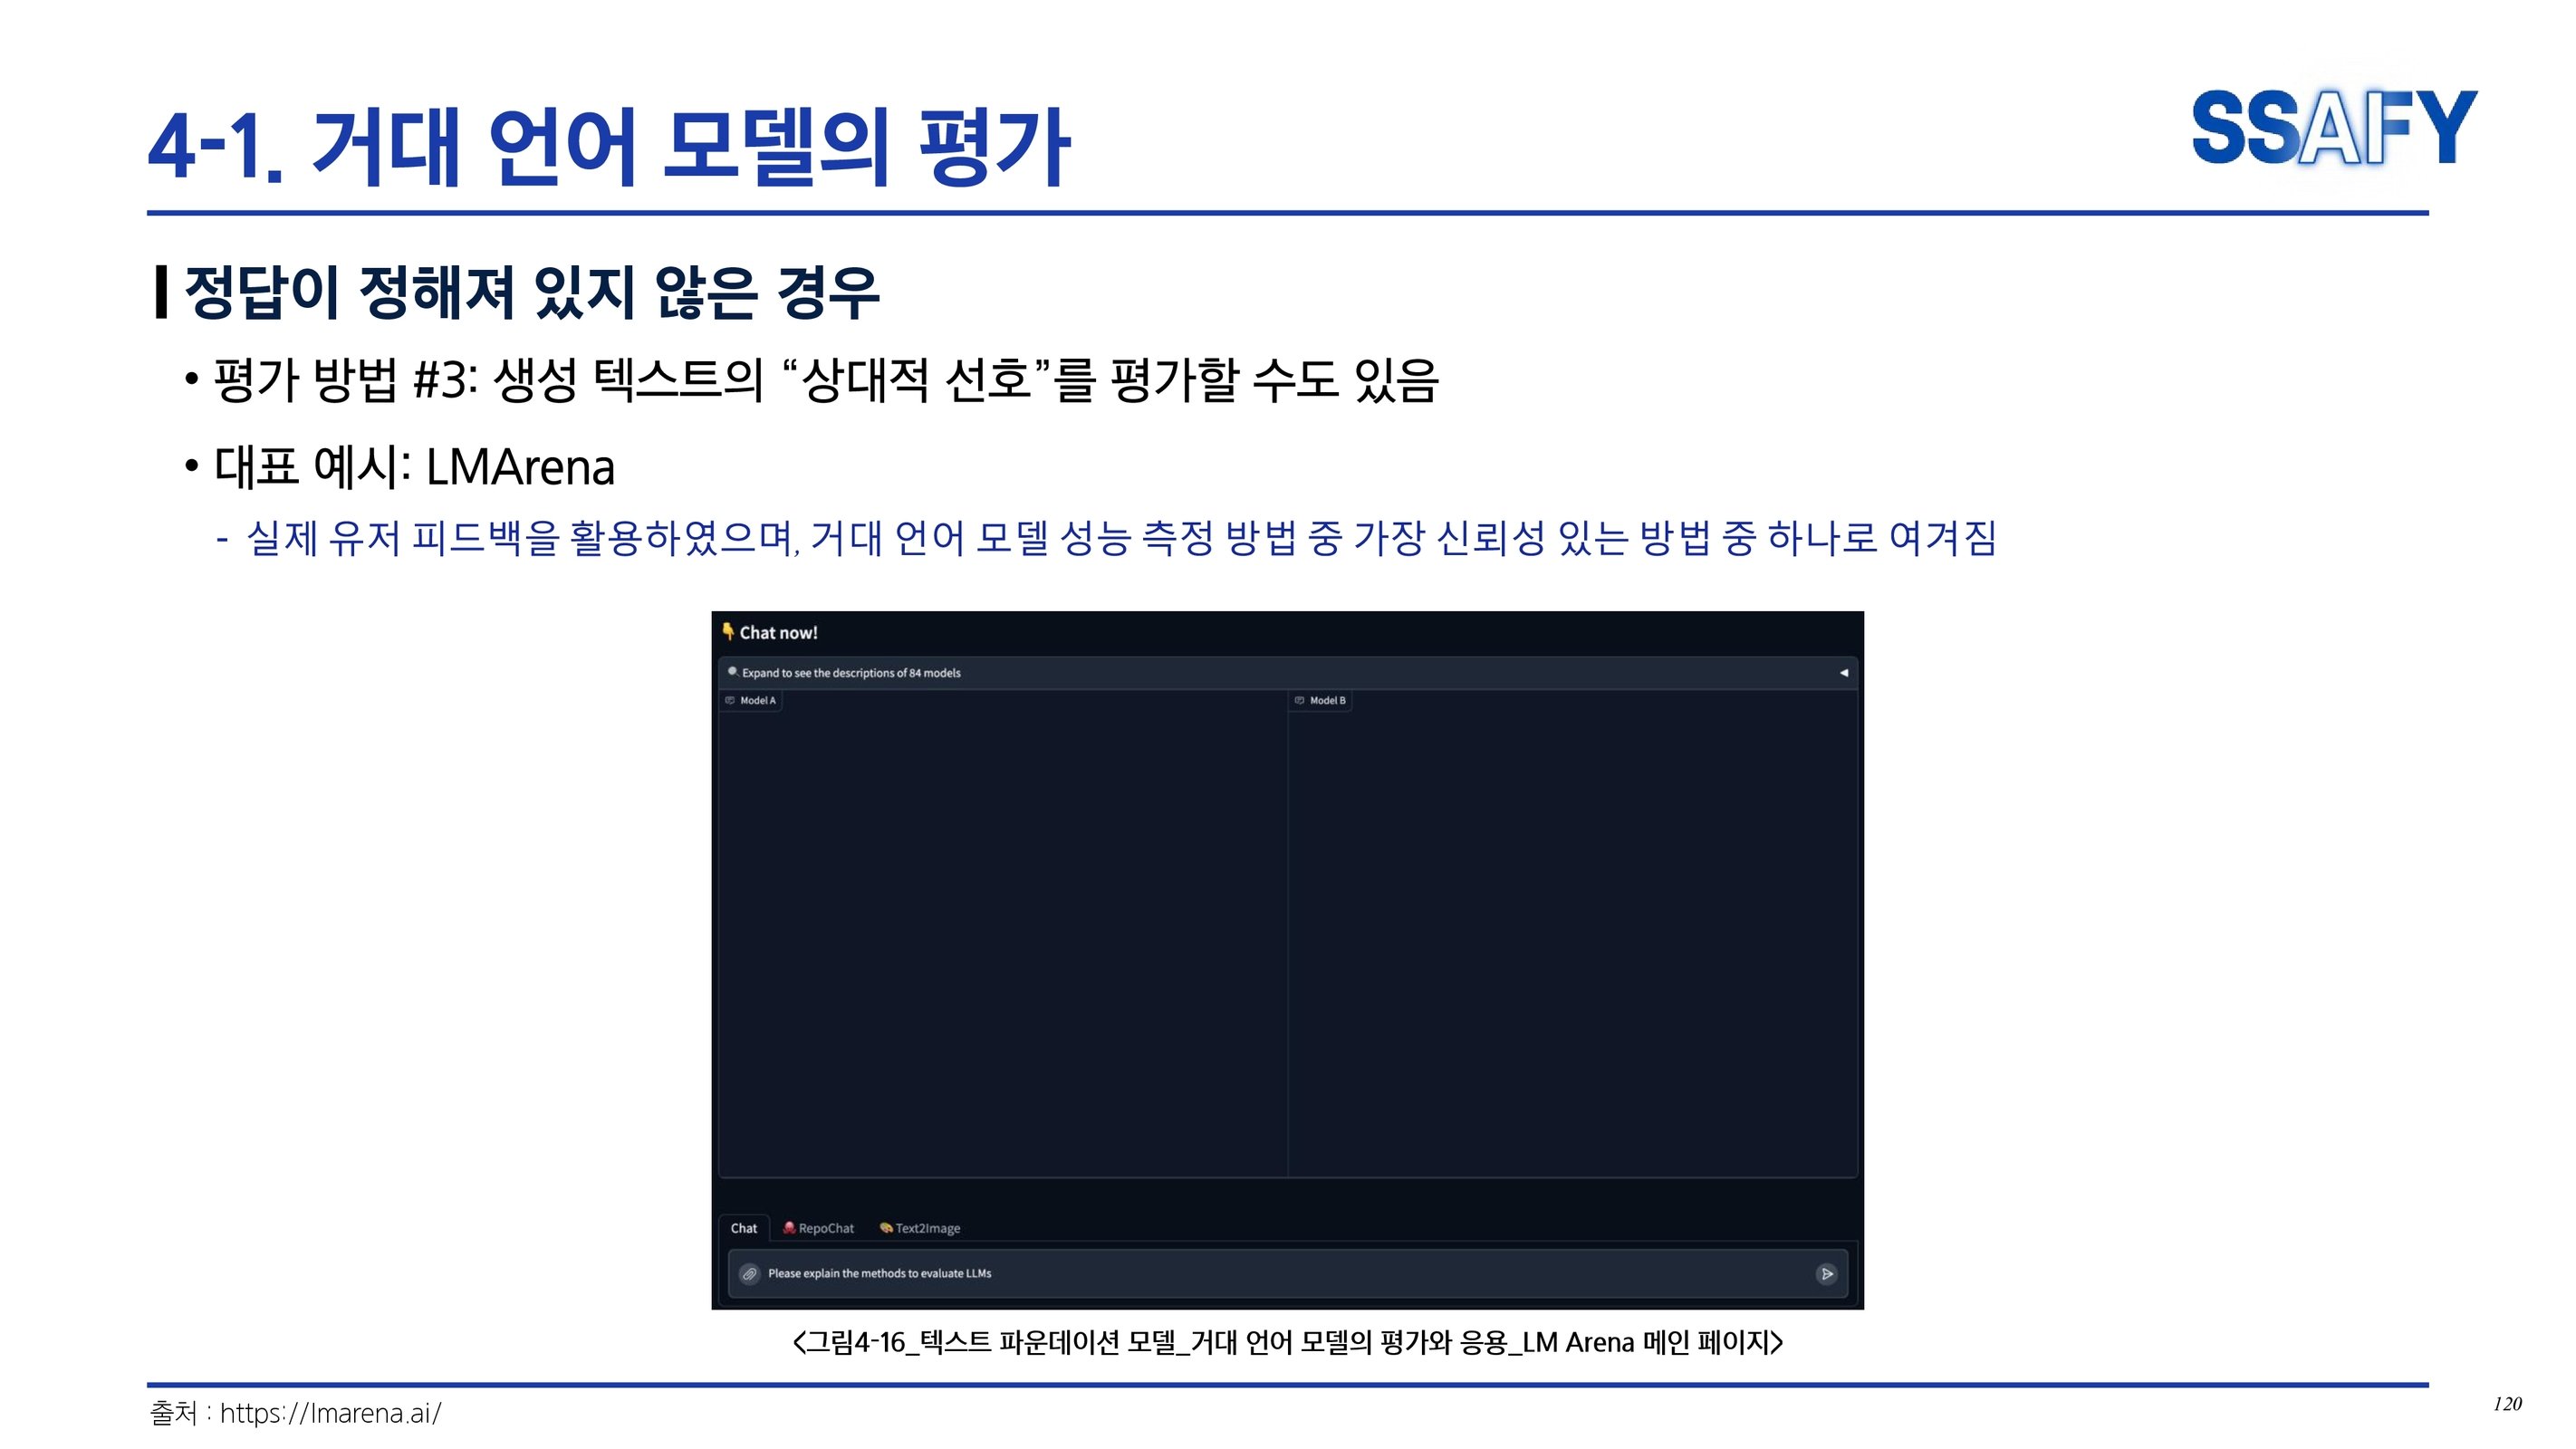 4-1. 거대 언어 모델의 평가
SSAFY
정답이 정해져 있지 않은 경우
• 평가 방법 #3: 생성 텍스트의 “상대적 선호”를 평가할 수도 있음
• 대표 예시: LMArena
- 실제 유저 피드백을 활용하였으며, 거대 언어 모델 성능 측정 방법 중 가장 신뢰성 있는 방법 중 하나로 여겨짐
Chat now!
Expand to see the descriptions of 84 models
Model A
Model B
Chat RepoChat Text2Image
Please explain the methods to evaluate LLMs
<그림4-16_텍스트 파운데이션 모델_거대 언어 모델의 평가와 응용_LM Arena 메인 페이지>
출처 : https://lmarena.ai/
120